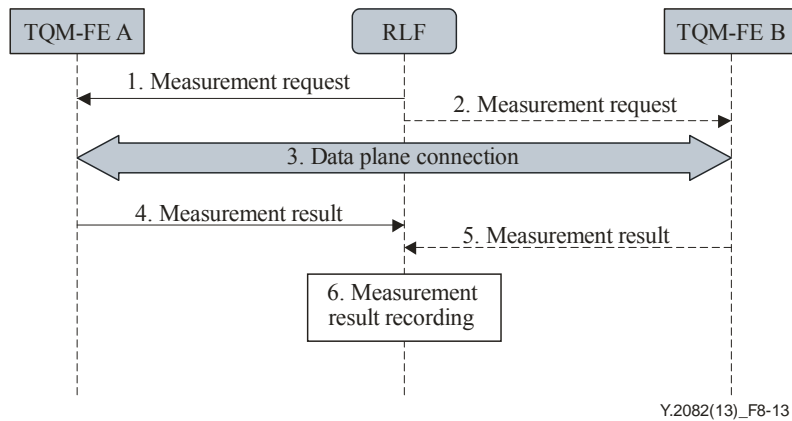 TQM-FE A
RLF
TQM-FE B
1. Measurement request
2. Measurement request
3. Data plane connection
4. Measurement result
5. Measurement result
6. Measurement
result recording
Y.2082(13)_F8-13